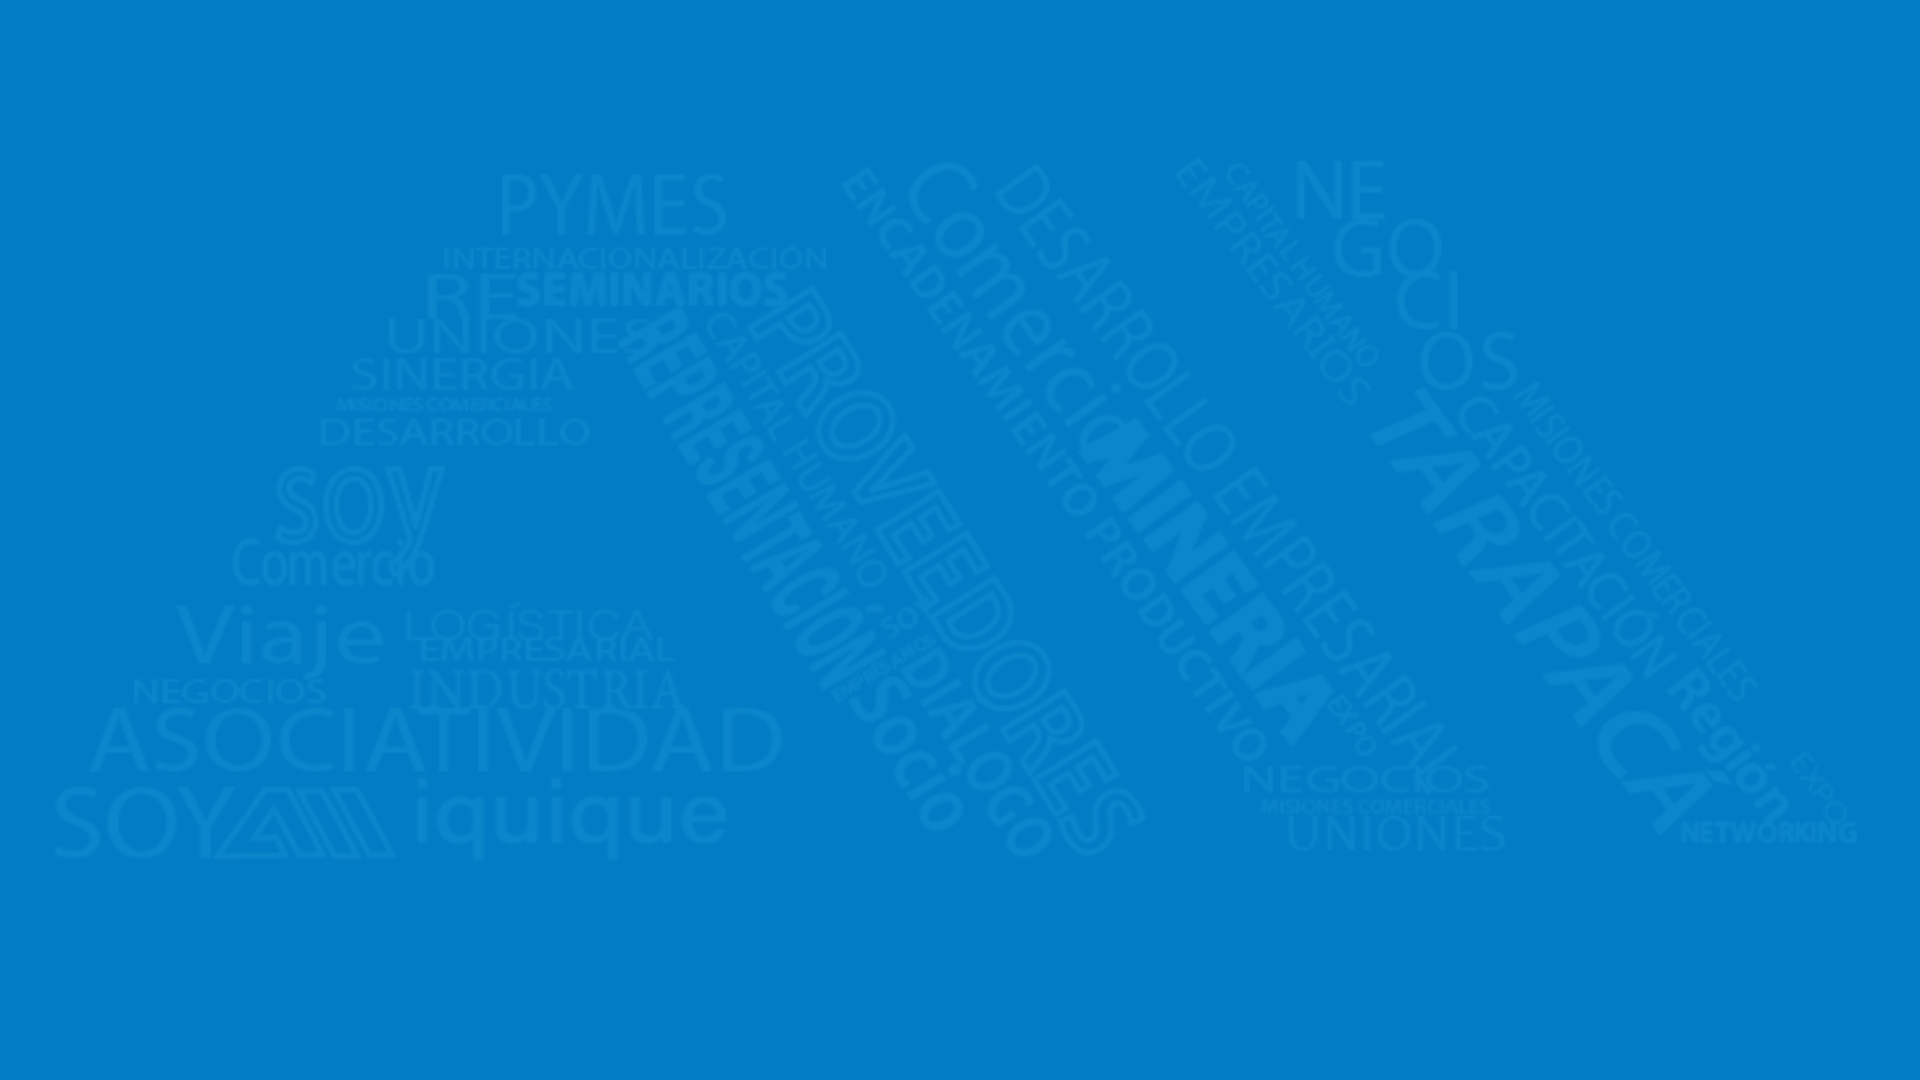 PYMES
INTERNACIONALIZACIÓN
RE SEMINARIOS
UNIONES
SINERGIA
MISIONES COMERCIALES
DESARROLLO
soy
Comercio
Viaje
LOGÍSTICA
EMPRESARIAL
NEGOCIOS
INDUSTRIA
ASOCIATIVIDAD
SOY
iquique
REPRESENTACIÓN
Socio
CAPITAL HUMANO
DIALOGO
PROVEEDORES
ENCADENAMIENTO PRODUCTIVO
Comercio
MINERIA
EXPO
DESARROLLO EMPRESARIAL
NEGOCIOS
MISIONES COMERCIALES
UNIONES
EMPRESARIOS
CAPITAL HUMANO
NE
GO
CI
OS
TARAPACÁ
CAPACITACIÓN Región
MISIONES COMERCIALES
EXPO
NETWORKING